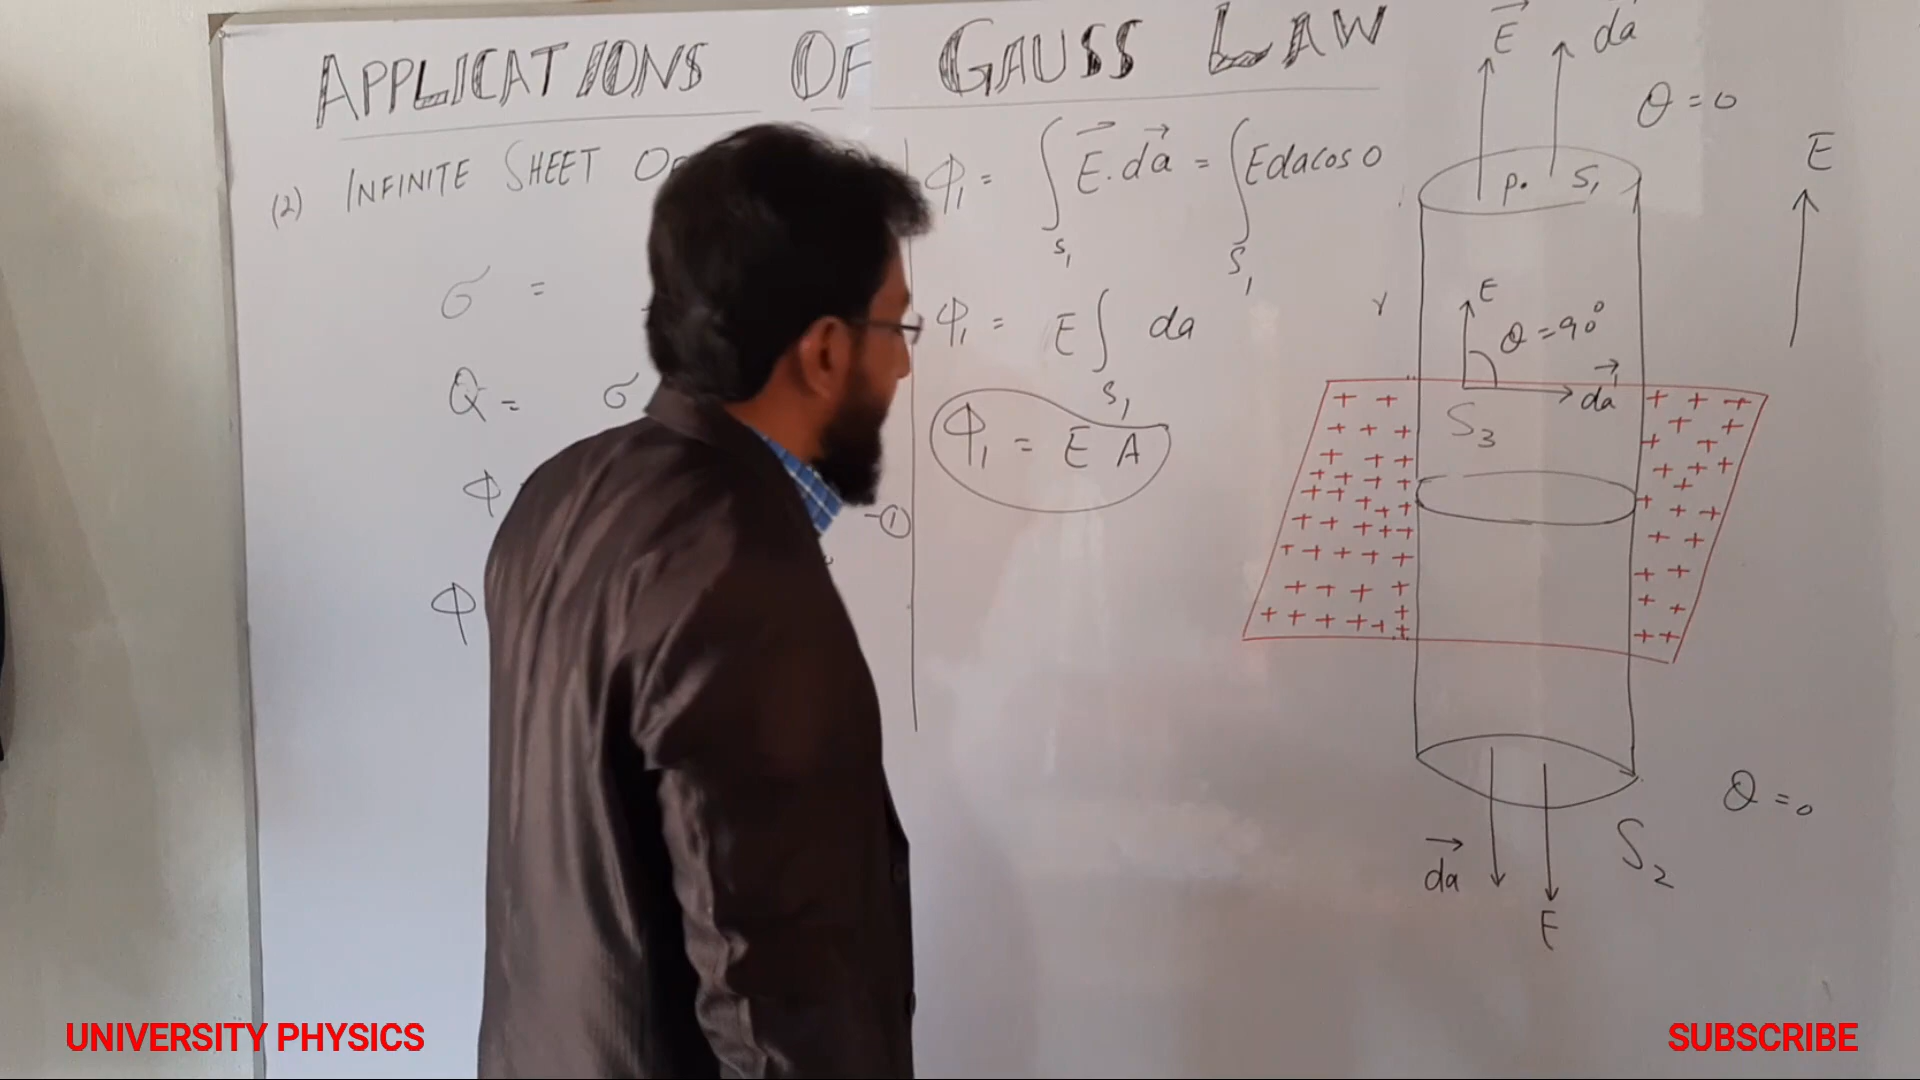 APPLICATIONS OF GAUSS LAW
(2) INFINITE SHEET
σ =
Q = σ
ϕ
-①
ϕ
ϕ₁ = ∫ E⃗.da⃗ = ∫ Edacos0
S₁ S₁
ϕ₁ = E ∫ da
S₁
ϕ₁ = E A
E⃗ da⃗
θ = 0
E
p. S₁
r
E
θ = 90°
da⃗
S₃
+ + + + + +
θ = 0
S₂
da⃗
E
UNIVERSITY PHYSICS
SUBSCRIBE